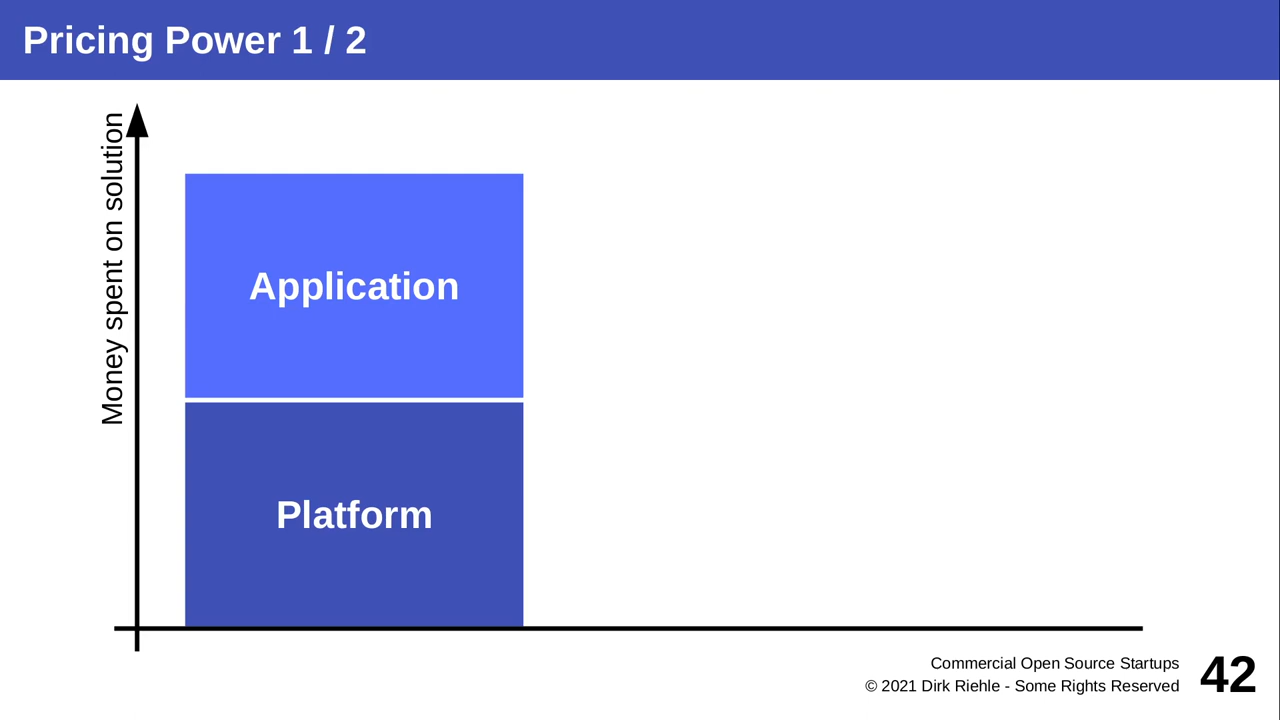 Pricing Power 1 / 2
Money spent on solution
Application
Platform
Commercial Open Source Startups
© 2021 Dirk Riehle - Some Rights Reserved
42